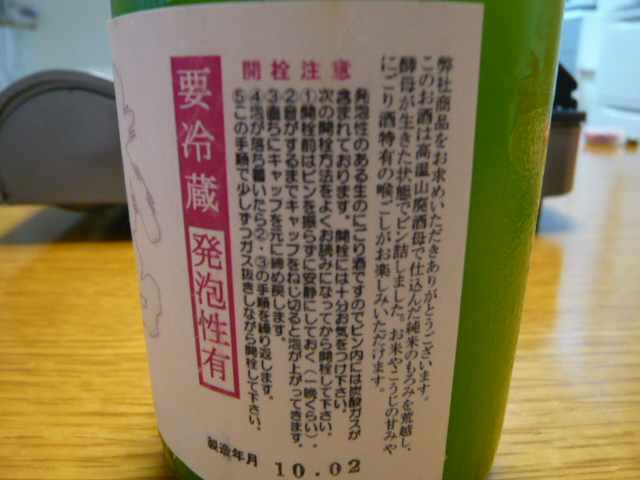 弊社商品をお求めいただきありがとうございます。
このお酒は高温山廃酒母で仕込んだ純米のもろみを荒越し、
酵母が生きた状態でビン詰しました。お米やこうじの甘みや
にごり酒特有の喉ごしがお楽しみいただけます。
開栓注意
発泡性のある生のにごり酒ですのでビン内には炭酸ガスが
含まれております。開栓には十分お気をつけ下さい。
次の開栓方法をよくお読みになってから開栓して下さい。
①開栓前はビンを振らずに安静にしておく(一晩くらい)。
②音がするまでキャップをねじ切ると泡が上がってきます。
③直ちにキャップを元に締め戻します。
④泡が落ち着いたら2・3の手順を繰り返します。
⑤この手順で少しずつガス抜きしながら開栓して下さい。
要冷蔵
発泡性有
製造年月 10.02